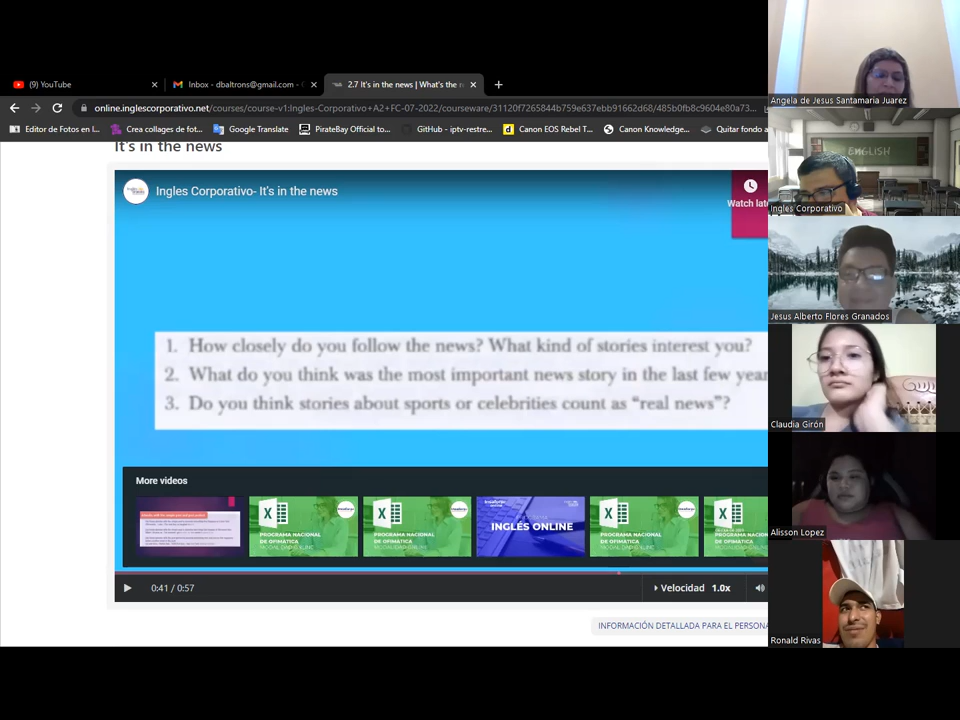 (9) YouTube
Inbox - dbaltrons@gmail.com -
2.7 It's in the news | What's the n
online.inglescorporativo.net/courses/course-v1:Ingles-Corporativo+A2+FC-07-2022/courseware/31120f7265844b759e637ebb91662d68/485b0fb8c9604e80a73...
Editor de Fotos en l...
Crea collages de fot...
Google Translate
PirateBay Official to...
GitHub - iptv-restre...
Canon EOS Rebel T...
Canon Knowledge...
Quitar fondo a
It's in the news
Ingles Corporativo- It's in the news
Watch late
1. How closely do you follow the news? What kind of stories interest you?
2. What do you think was the most important news story in the last few year
3. Do you think stories about sports or celebrities count as "real news"?
More videos
PROGRAMA NACIONAL
DE OFIMÁTICA
PROGRAMA NACIONAL
DE OFIMÁTICA
INGLÉS ONLINE
PROGRAMA NACIONAL
DE OFIMÁTICA
PROGRAMA NACIONAL
DE OFIMÁTICA
0:41 / 0:57
Velocidad 1.0x
INFORMACIÓN DETALLADA PARA EL PERSONA
Angela de Jesus Santamaria Juarez
ENGLISH
Ingles Corporativo
Jesus Alberto Flores Granados
Claudia Girón
Alisson Lopez
Ronald Rivas